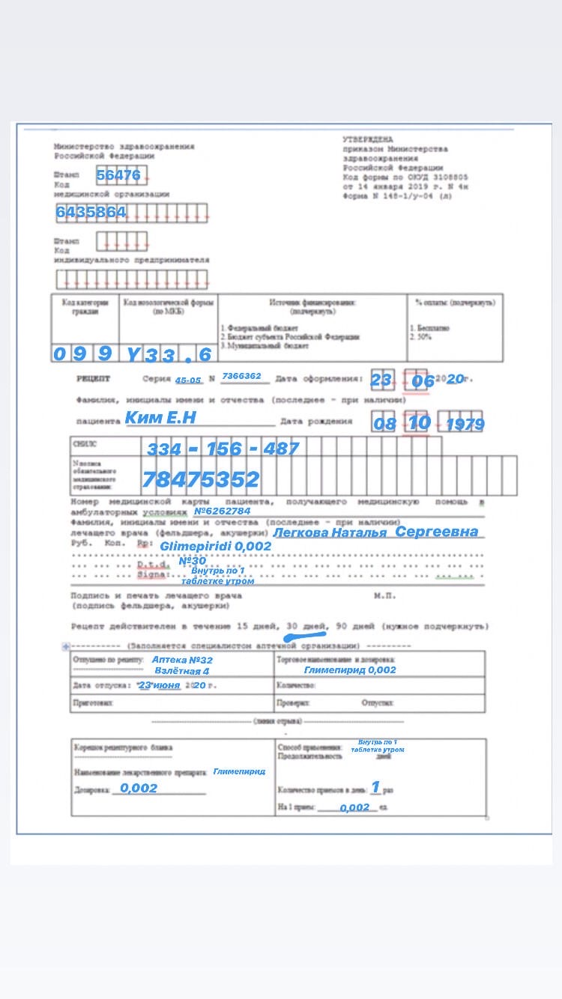 Министерство здравоохранения
Российской Федерации
УТВЕРЖДЕНА
приказом Министерства
здравоохранения
Российской Федерации
Код формы по ОКУД 3108805
от 14 января 2019 г. N 4н
Форма N 148-1/у-04 (л)
Штамп 56476
Код
медицинской организации
6435864
Штамп
Код
индивидуального предпринимателя
Код категории граждан
Код нозологической формы (по МКБ)
Источник финансирования: (подчеркнуть)
1. Федеральный бюджет
2. Бюджет субъекта Российской Федерации
3. Муниципальный бюджет
% оплаты: (подчеркнуть)
1. Бесплатно
2. 50%
099 Y33.6
РЕЦЕПТ Серия 45-05 N 7366362 Дата оформления: 23 06 2020г.
Фамилия, инициалы имени и отчества (последнее - при наличии)
пациента Ким Е.Н Дата рождения 08 10 1979
СНИЛС 334 - 156 - 487
N полиса обязательного медицинского страхования: 78475352
Номер медицинской карты пациента, получающего медицинскую помощь в
амбулаторных условиях №6262784
Фамилия, инициалы имени и отчества (последнее - при наличии)
лечащего врача (фельдшера, акушерки) Легкова Наталья Сергеевна
Руб. Коп. Rp: Glimepiridi 0,002
D.t.d. №30
Signa: Внутрь по 1
таблетке утром
Подпись и печать лечащего врача М.П.
(подпись фельдшера, акушерки)
Рецепт действителен в течение 15 дней, 30 дней, 90 дней (нужное подчеркнуть)
---------- (Заполняется специалистом аптечной организации) ---------
Отпущено по рецепту: Аптека №32
Взлётная 4
Торговое наименование и дозировка:
Глимепирид 0,002
Дата отпуска: "23"июня 2020 г. Количество:
Приготовил: Проверил: Отпустил:
(линия отрыва)
Корешок рецептурного бланка
Способ применения: Внутрь по 1
таблетке утром
Продолжительность дней
Наименование лекарственного препарата: Глимепирид
Дозировка: 0,002
Количество приемов в день: 1 раз
На 1 прием: 0,002 ед.